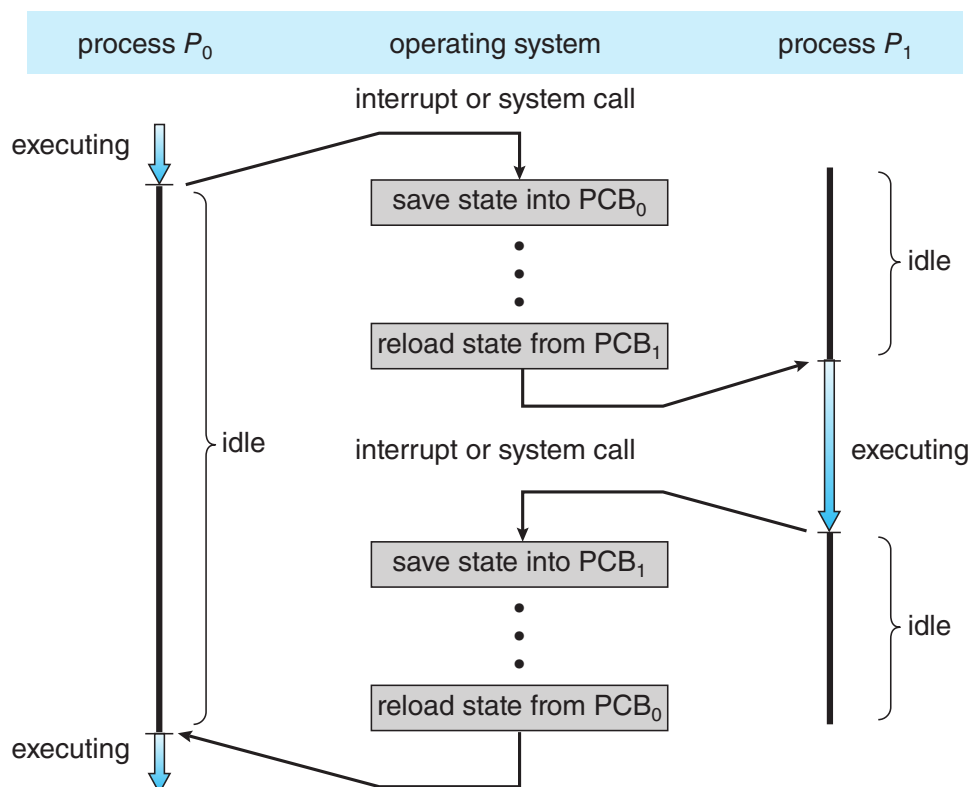 process P₀ operating system process P₁
interrupt or system call
executing
save state into PCB₀
idle
reload state from PCB₁
idle
interrupt or system call
executing
save state into PCB₁
idle
reload state from PCB₀
executing